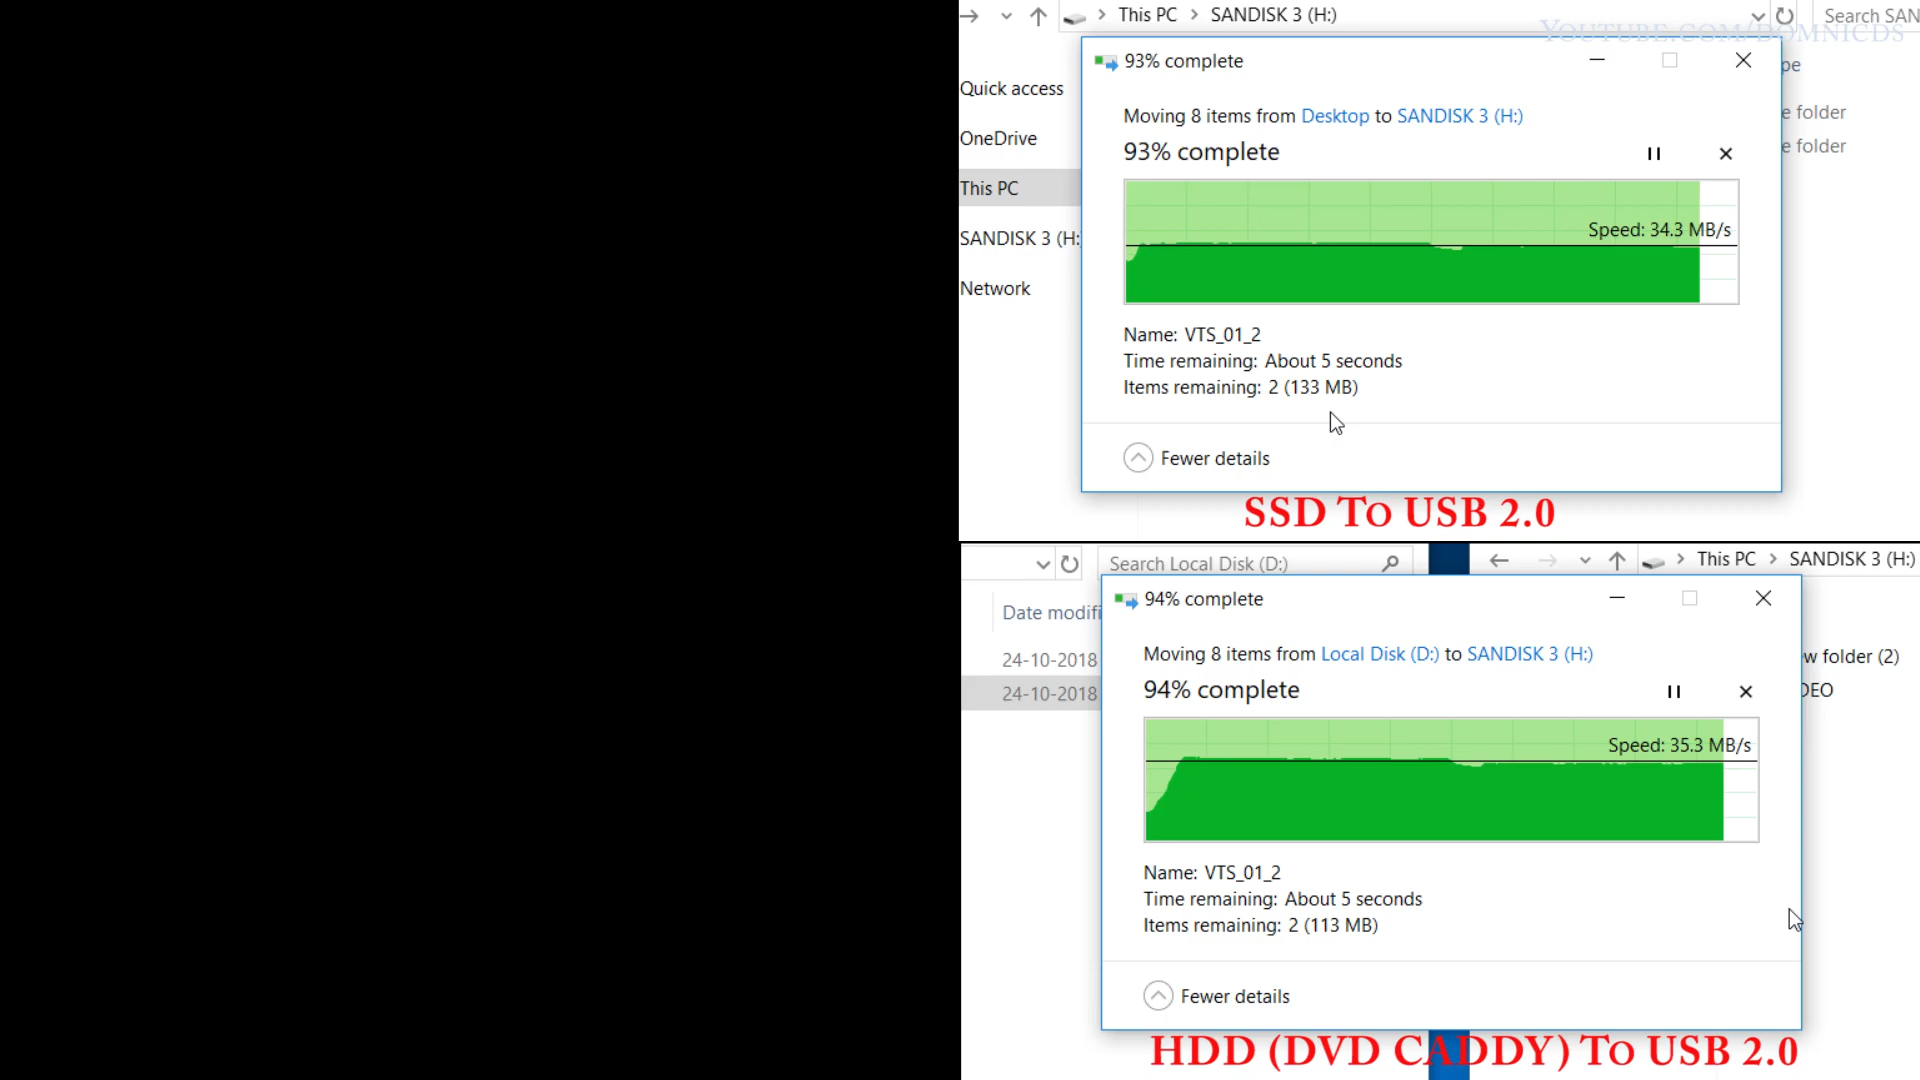 This PC > SANDISK 3 (H:)
Search SAN
YOUTUBE.COM/DOMNICDS
93% complete
pe
Quick access
Moving 8 items from Desktop to SANDISK 3 (H:)
e folder
OneDrive
93% complete
e folder
This PC
Speed: 34.3 MB/s
SANDISK 3 (H:
Network
Name: VTS_01_2
Time remaining: About 5 seconds
Items remaining: 2 (133 MB)
Fewer details
SSD TO USB 2.0
Search Local Disk (D:)
This PC > SANDISK 3 (H:)
94% complete
Date modifi
Moving 8 items from Local Disk (D:) to SANDISK 3 (H:)
24-10-2018
w folder (2)
94% complete
24-10-2018
DEO
Speed: 35.3 MB/s
Name: VTS_01_2
Time remaining: About 5 seconds
Items remaining: 2 (113 MB)
Fewer details
HDD (DVD CADDY) TO USB 2.0